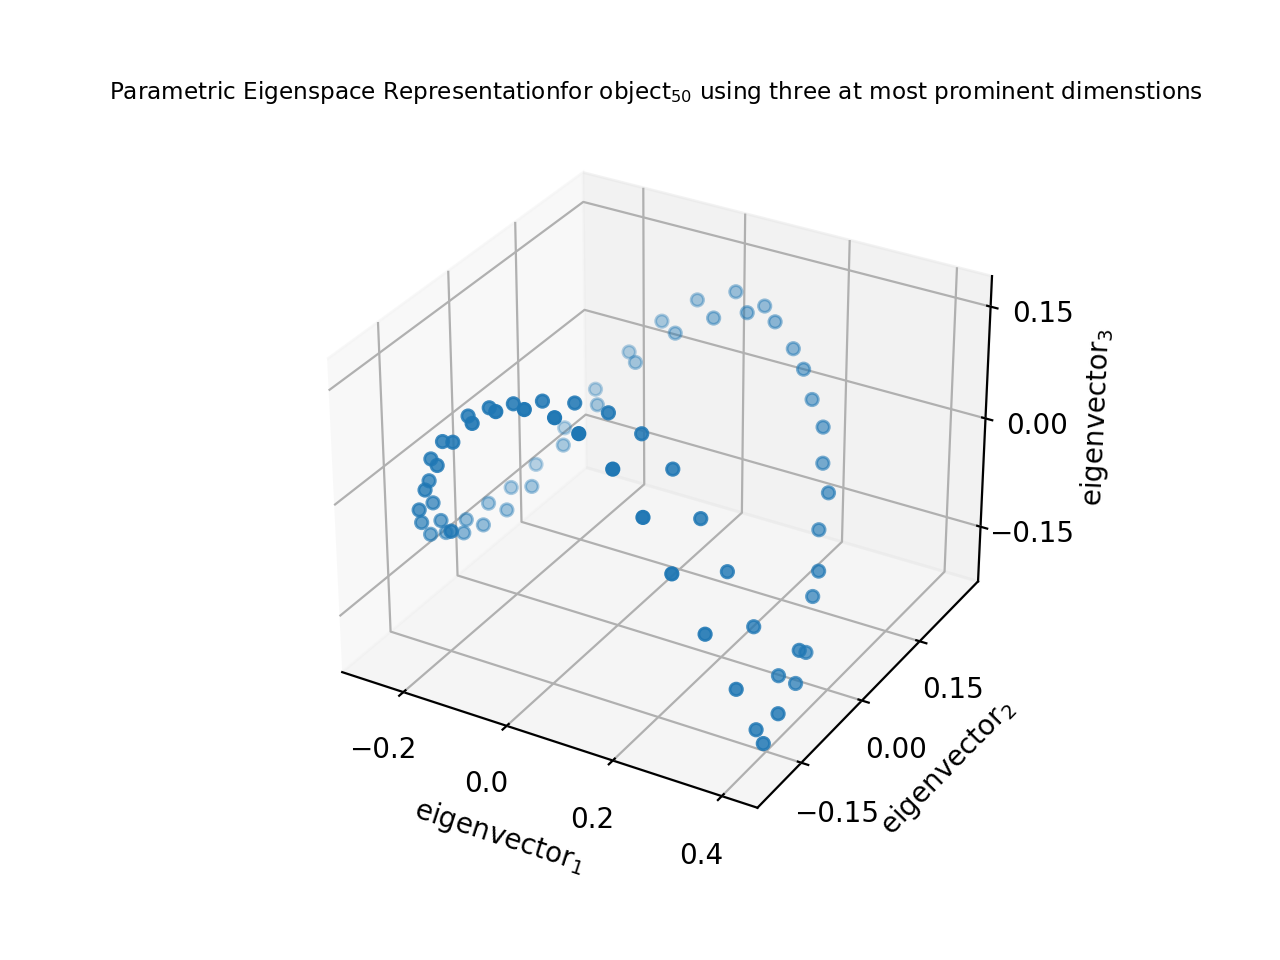 Parametric Eigenspace Representationfor object₅₀ using three at most prominent dimenstions
0.15
0.00
−0.15
eigenvector₃
0.15
0.00
−0.15
eigenvector₂
−0.2
0.0
0.2
0.4
eigenvector₁